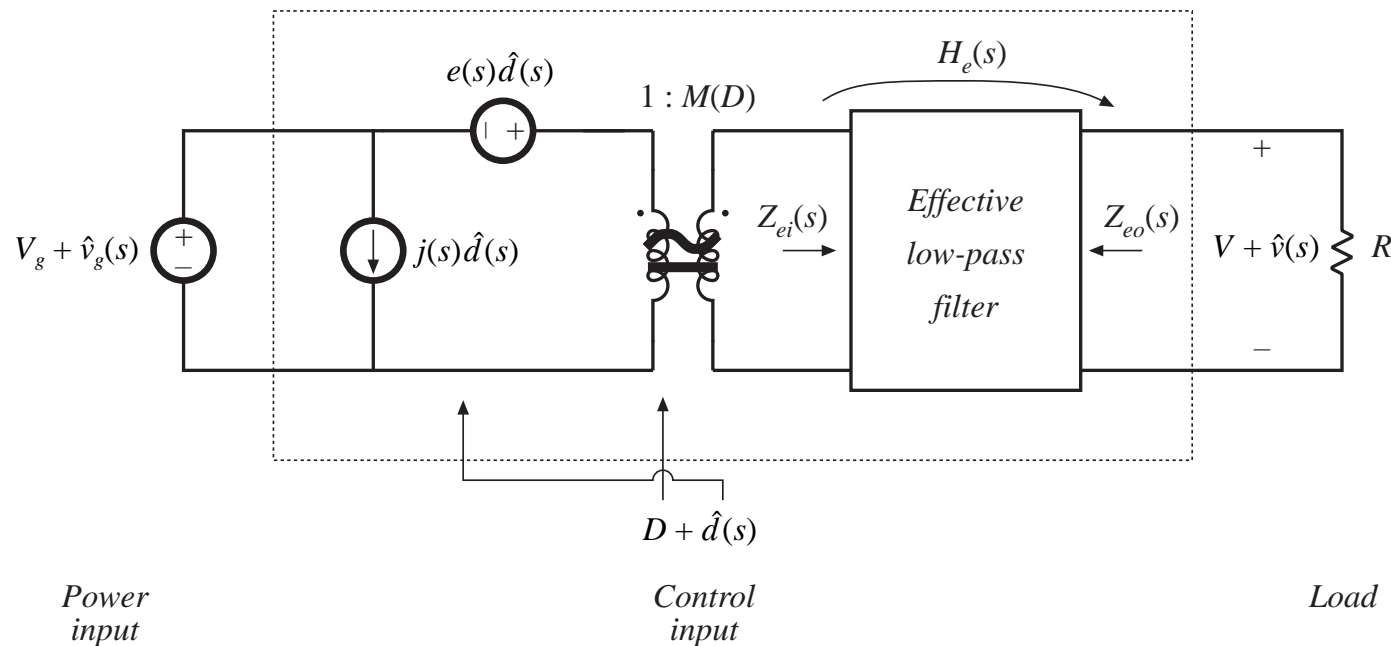 H_e(s)
e(s)d̂(s)
1 : M(D)
+
− +
Z_ei(s)
Effective
low-pass
filter
Z_eo(s)
V_g + v̂_g(s)
+
−
j(s)d̂(s)
V + v̂(s)
R
−
D + d̂(s)
Power
input
Control
input
Load